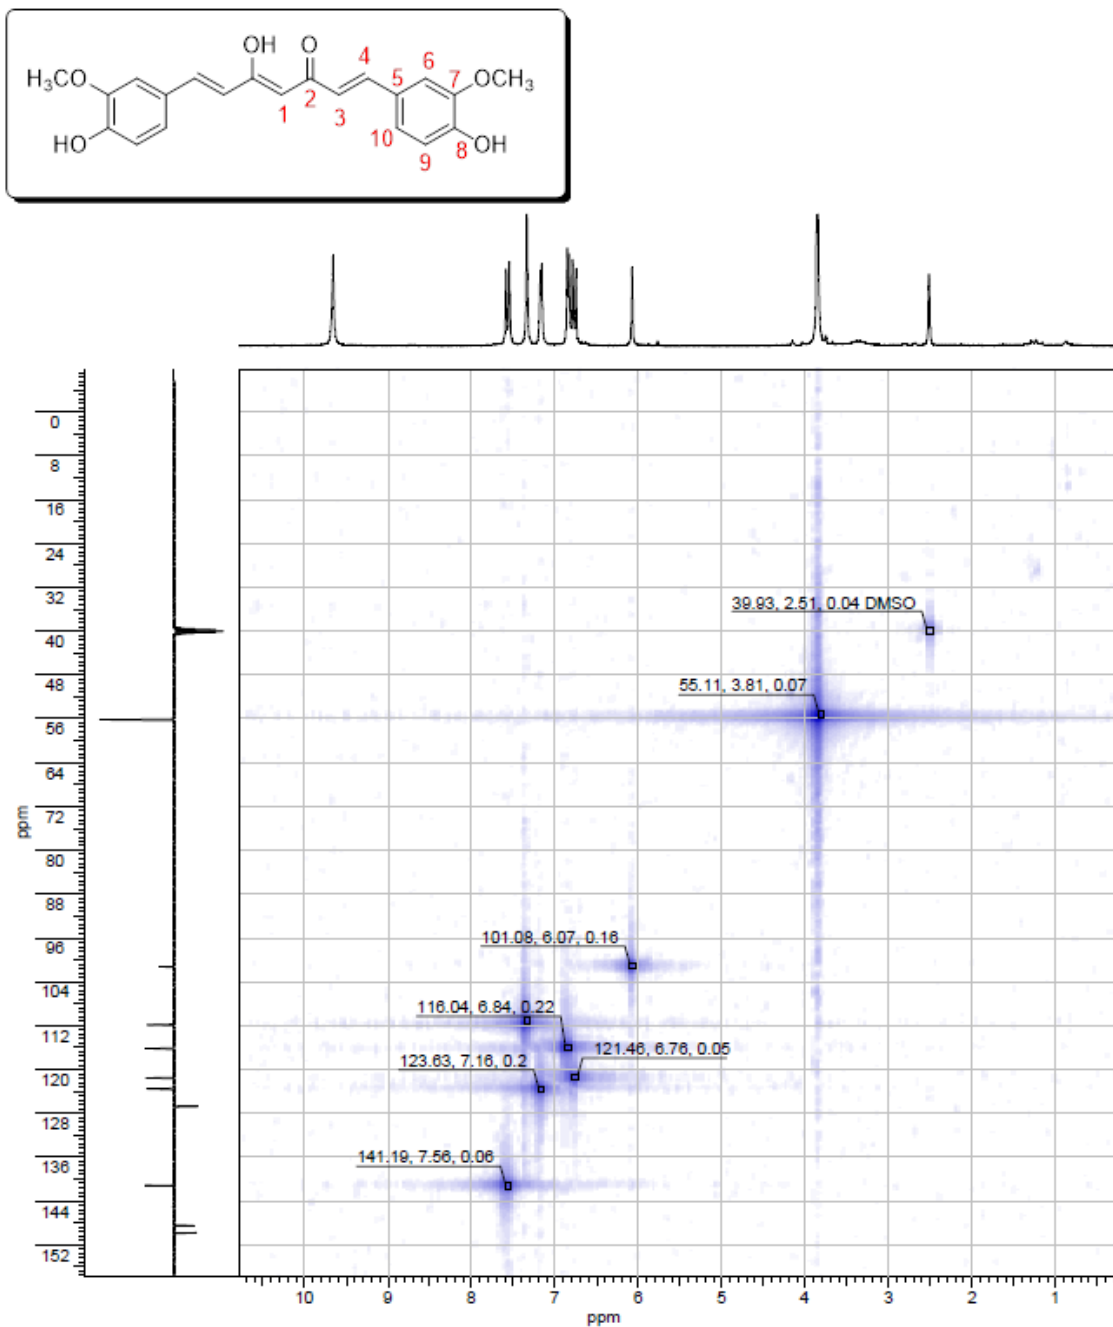 OH O
H₃CO 4 6
5 7 OCH₃
1 2 3
10 8 OH
HO 9
0
8
16
24
32
40
48
56
64
72
80
88
96
104
112
120
128
136
144
152
ppm
39.93, 2.51, 0.04 DMSO
55.11, 3.81, 0.07
101.08, 6.07, 0.16
116.04, 6.84, 0.22
121.46, 6.76, 0.05
123.63, 7.16, 0.2
141.19, 7.56, 0.06
10 9 8 7 6 5 4 3 2 1
ppm